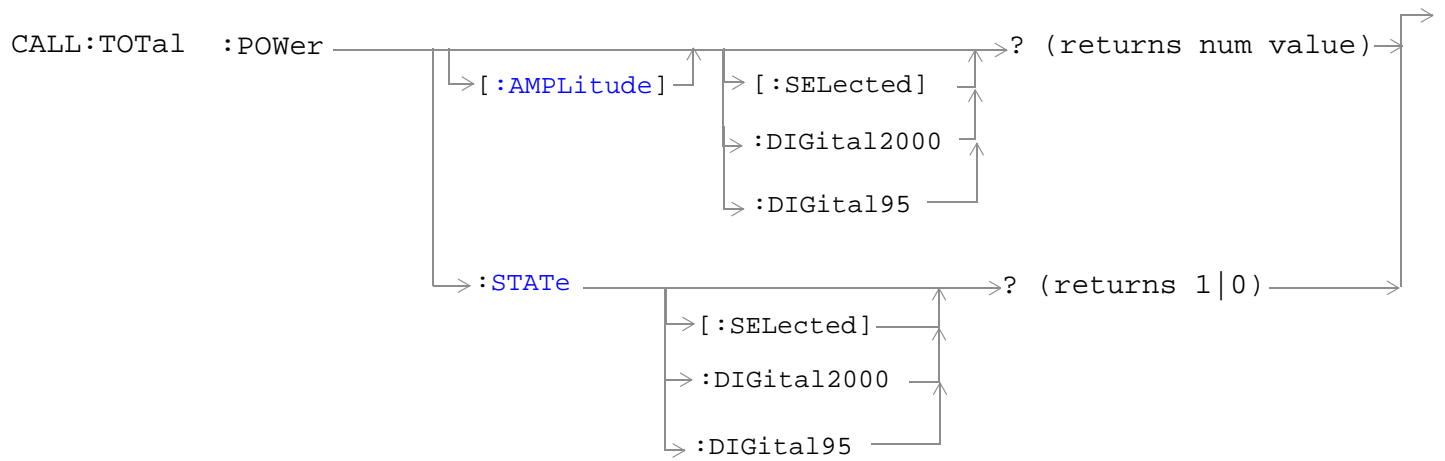 CALL:TOTal :POWer ? (returns num value)
[:AMPLitude] [:SELected]
:DIGital2000
:DIGital95
:STATe ? (returns 1|0)
[:SELected]
:DIGital2000
:DIGital95